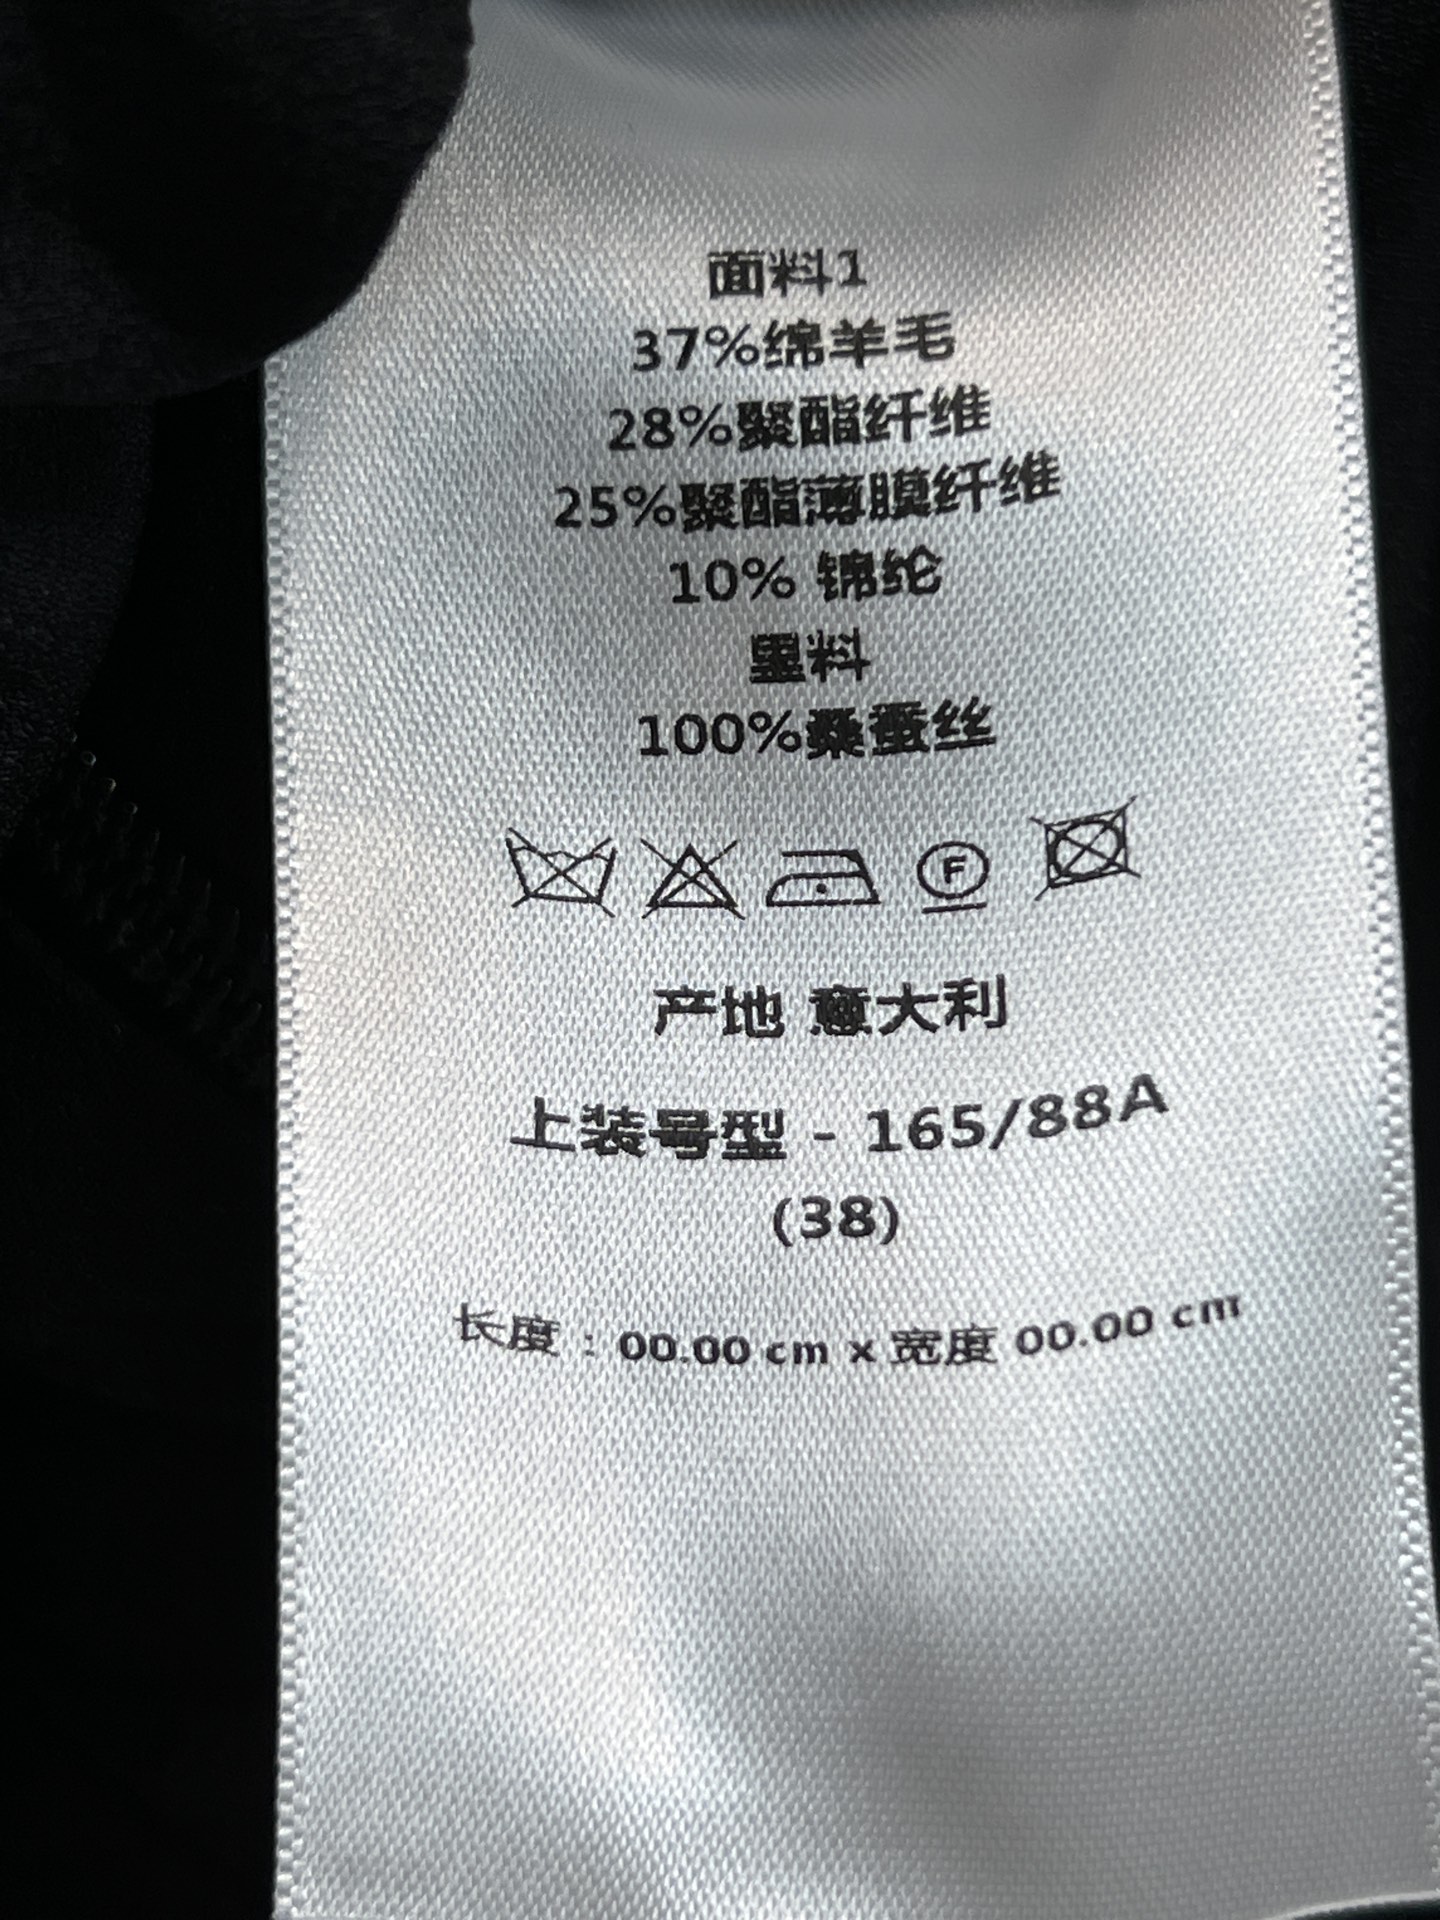 面料1
37%绵羊毛
28%聚酯纤维
25%聚酯薄膜纤维
10% 锦纶
里料
100%桑蚕丝
F
产地 意大利
上装号型 - 165/88A
(38)
长度 : 00.00 cm x 宽度 00.00 cm